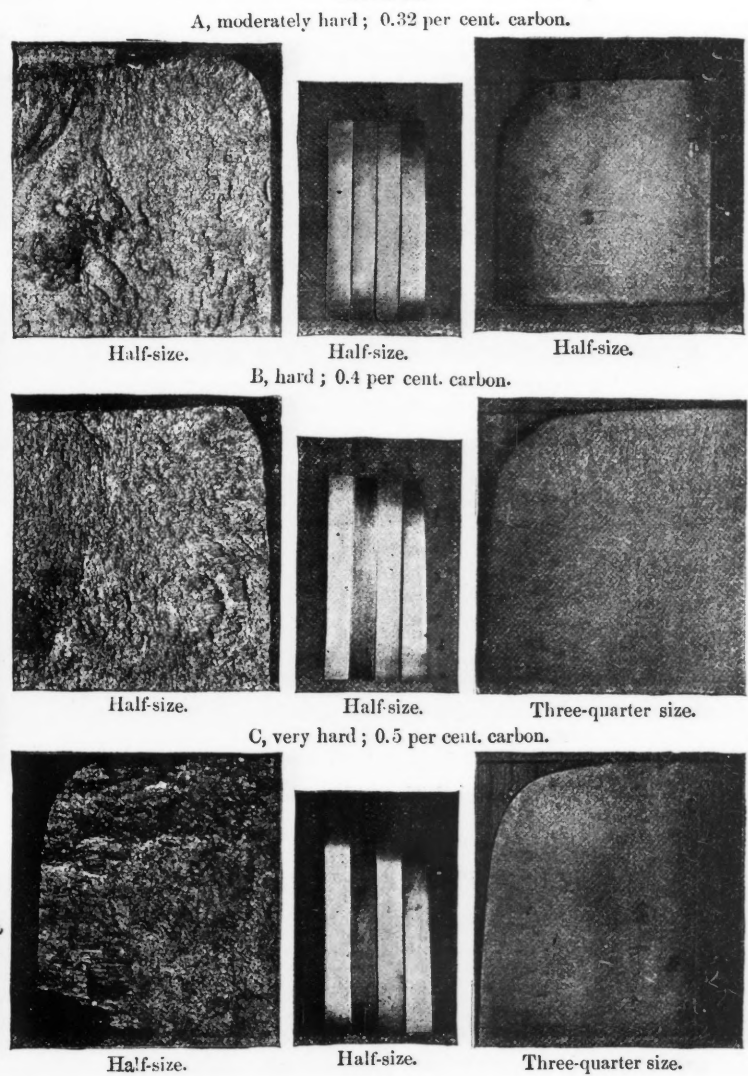 A, moderately hard; 0.32 per cent. carbon.
Half-size. Half-size. Half-size.
B, hard; 0.4 per cent. carbon.
Half-size. Half-size. Three-quarter size.
C, very hard; 0.5 per cent. carbon.
Half-size. Half-size. Three-quarter size.